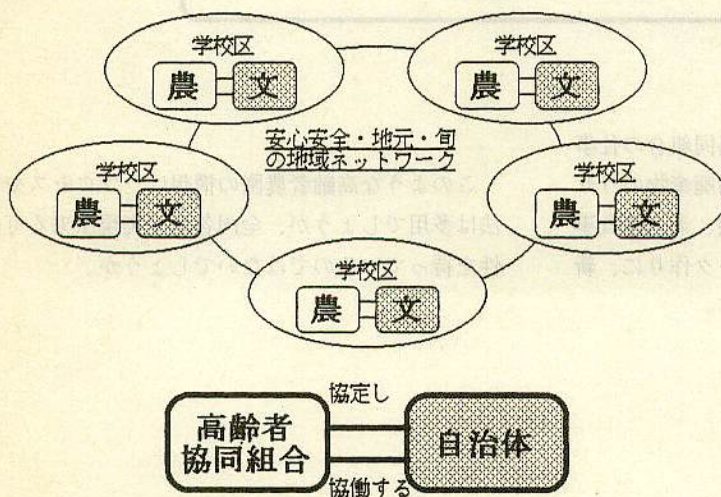 学校区
農 文
学校区
農 文
安心安全・地元・旬
の地域ネットワーク
学校区
農 文
学校区
農 文
学校区
農 文
協定し
高齢者
協同組合
自治体
協働する